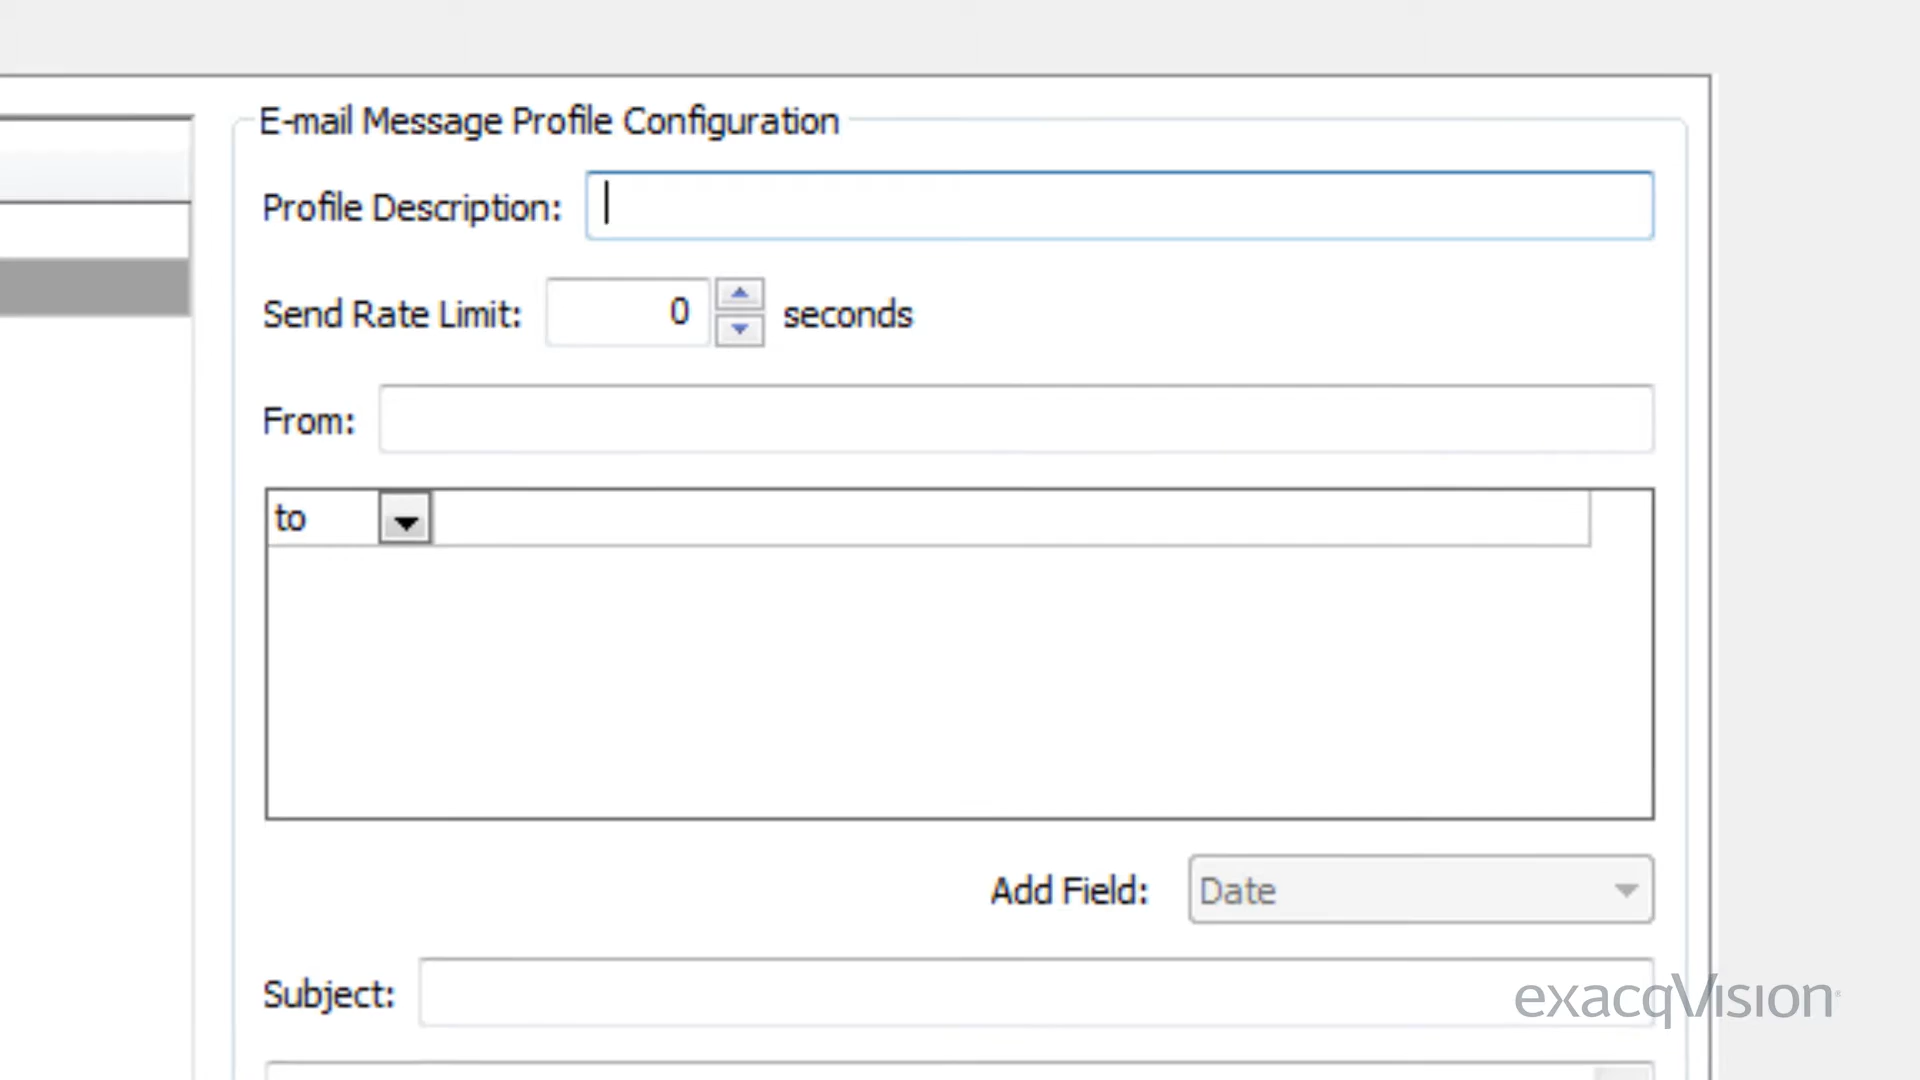 E-mail Message Profile Configuration
Profile Description:
Send Rate Limit: 0 seconds
From:
to
Add Field: Date
Subject:
exacqVision